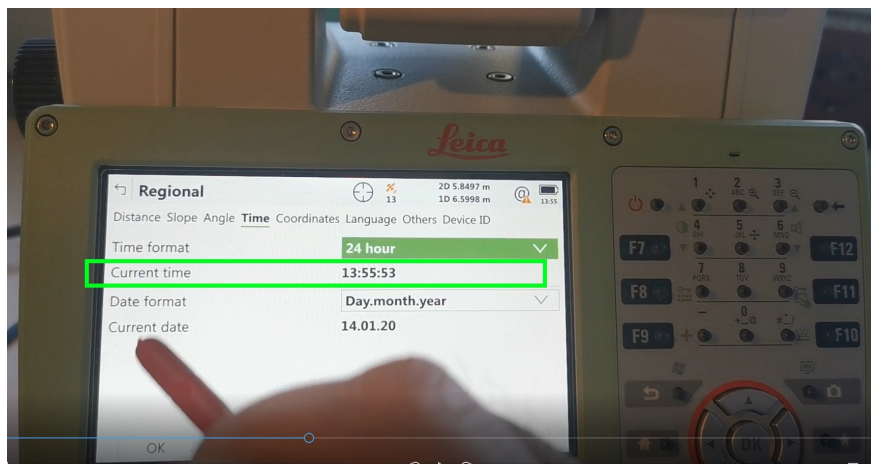 Leica
Regional
13
2D 5.8497 m
1D 6.5998 m
@
13:55
Distance Slope Angle Time Coordinates Language Others Device ID
Time format 24 hour
Current time 13:55:53
Date format Day.month.year
Current date 14.01.20
OK
1 2 3
ABC DEF
4 5 6
GHI JKL MNO
7 8 9
PQRS TUV WXYZ
0
F7 F12
F8 F11
F9 F10
OK